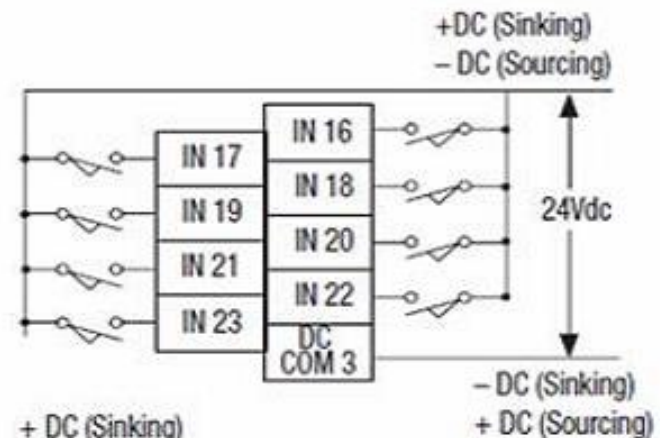 +DC (Sinking)
– DC (Sourcing)
IN 16
IN 17
IN 18
IN 19
24Vdc
IN 20
IN 21
IN 22
IN 23
DC
COM 3
– DC (Sinking)
+ DC (Sinking)
+ DC (Sourcing)